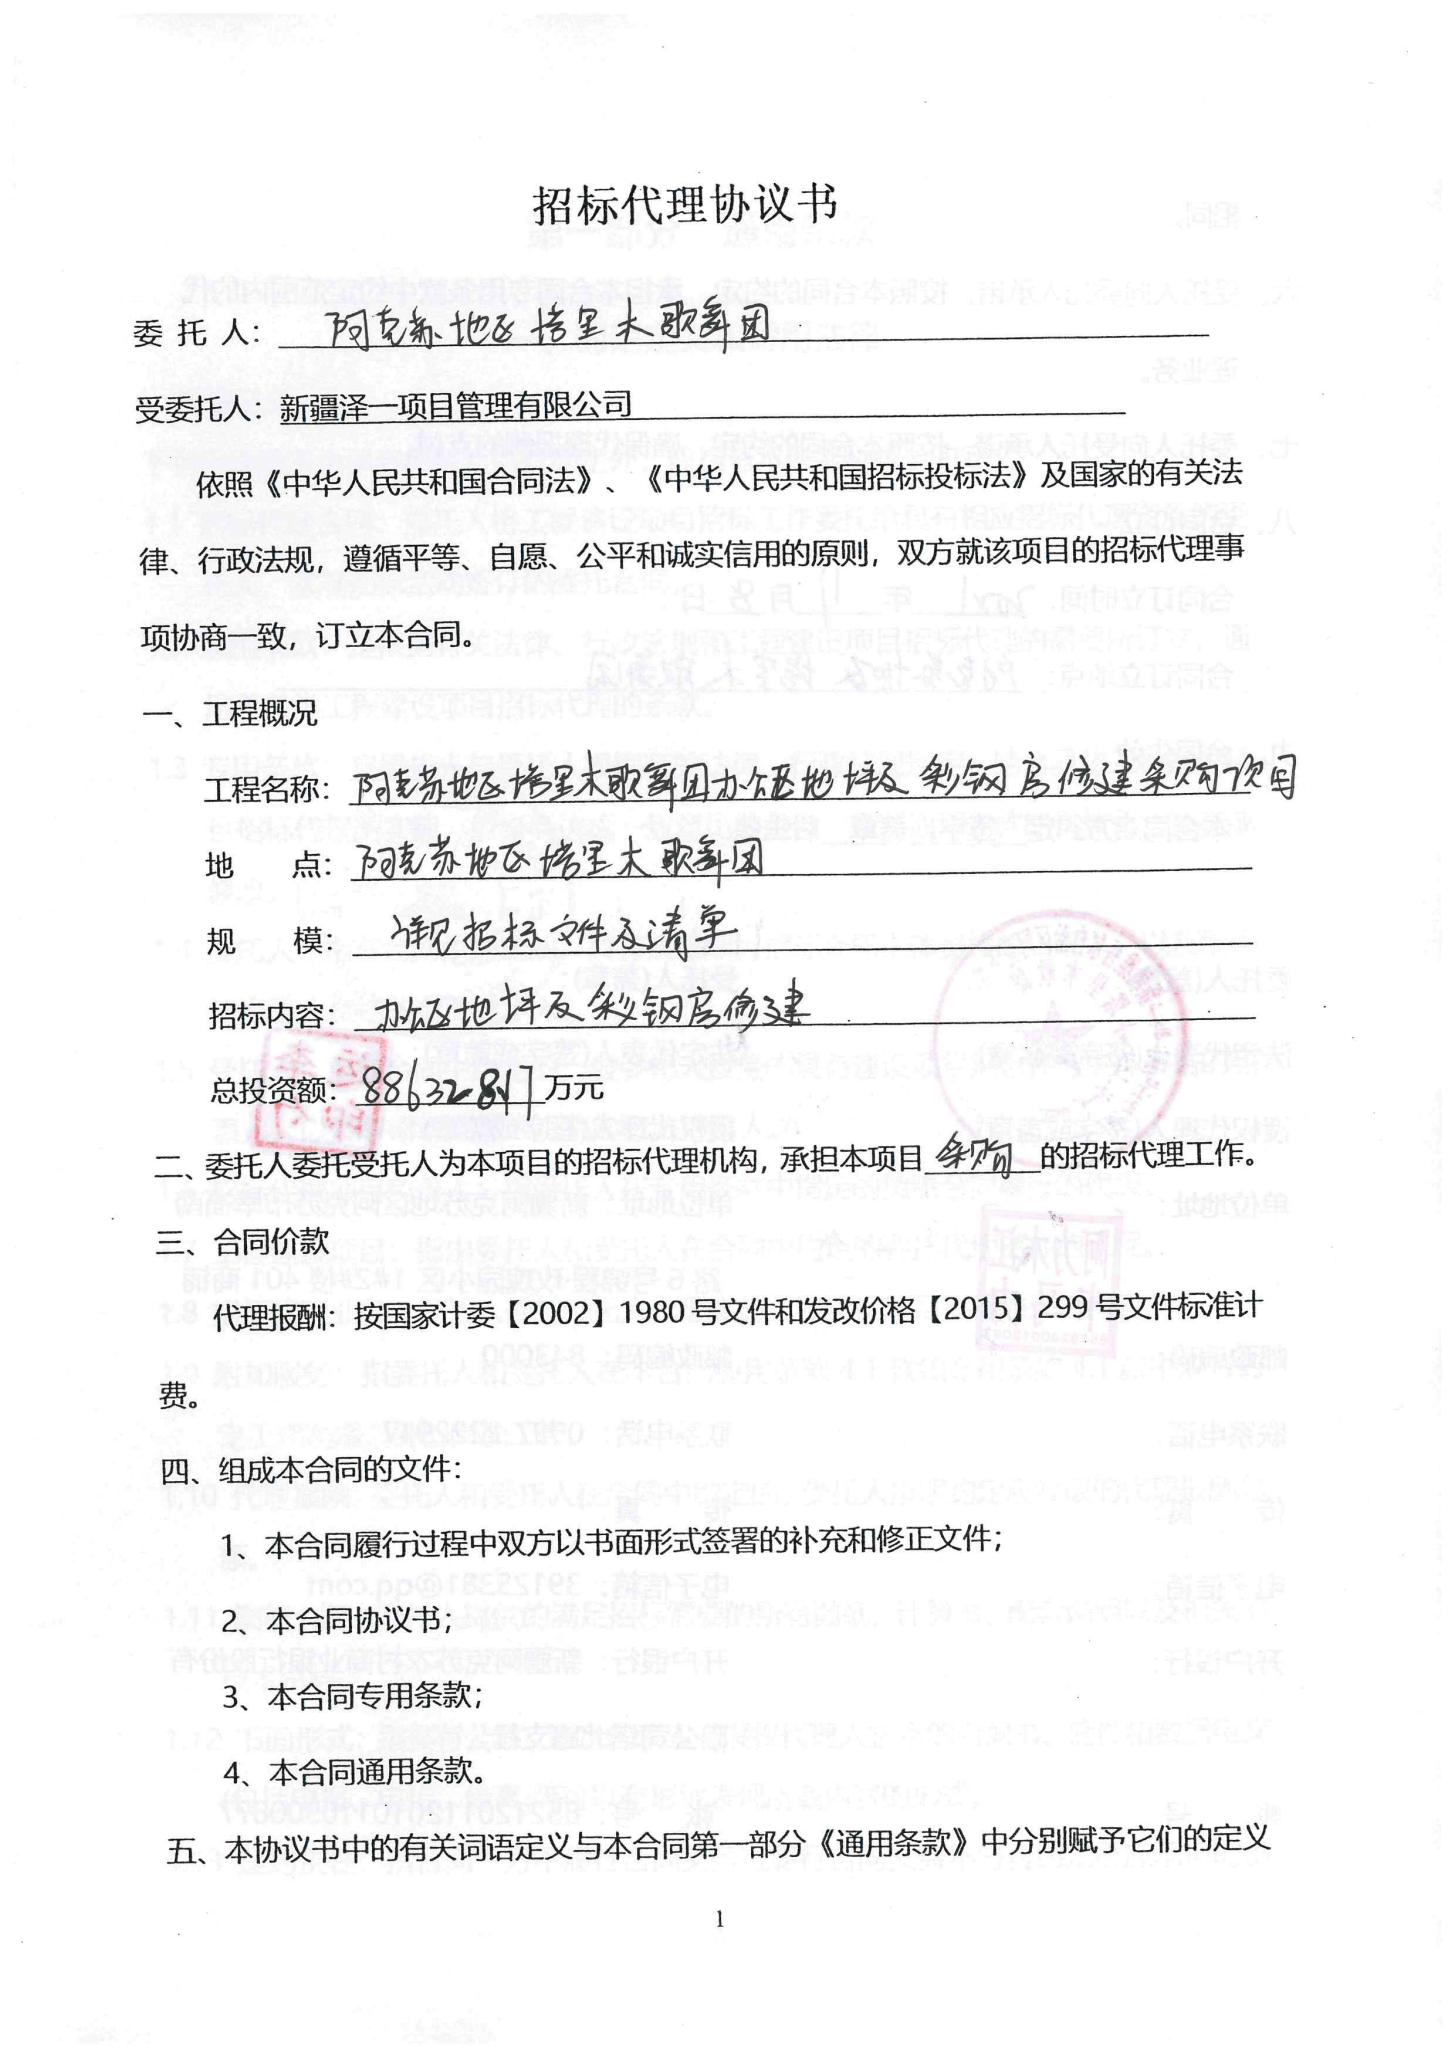 招标代理协议书
委 托 人：阿克苏地区塔里木歌舞团
受委托人：新疆泽一项目管理有限公司
依照《中华人民共和国合同法》、《中华人民共和国招标投标法》及国家的有关法
律、行政法规，遵循平等、自愿、公平和诚实信用的原则，双方就该项目的招标代理事
项协商一致，订立本合同。
一、工程概况
工程名称：阿克苏地区塔里木歌舞团办公区地坪及彩钢房修建采购项目
地 点：阿克苏地区塔里木歌舞团
规 模：详见招标文件及清单
招标内容：办公区地坪及彩钢房修建
总投资额：万元
二、委托人委托受托人为本项目的招标代理机构，承担本项目采购的招标代理工作。
三、合同价款
代理报酬：按国家计委【2002】1980号文件和发改价格【2015】299号文件标准计
费。
四、组成本合同的文件：
1、本合同履行过程中双方以书面形式签署的补充和修正文件；
2、本合同协议书；
3、本合同专用条款；
4、本合同通用条款。
五、本协议书中的有关词语定义与本合同第一部分《通用条款》中分别赋予它们的定义
1